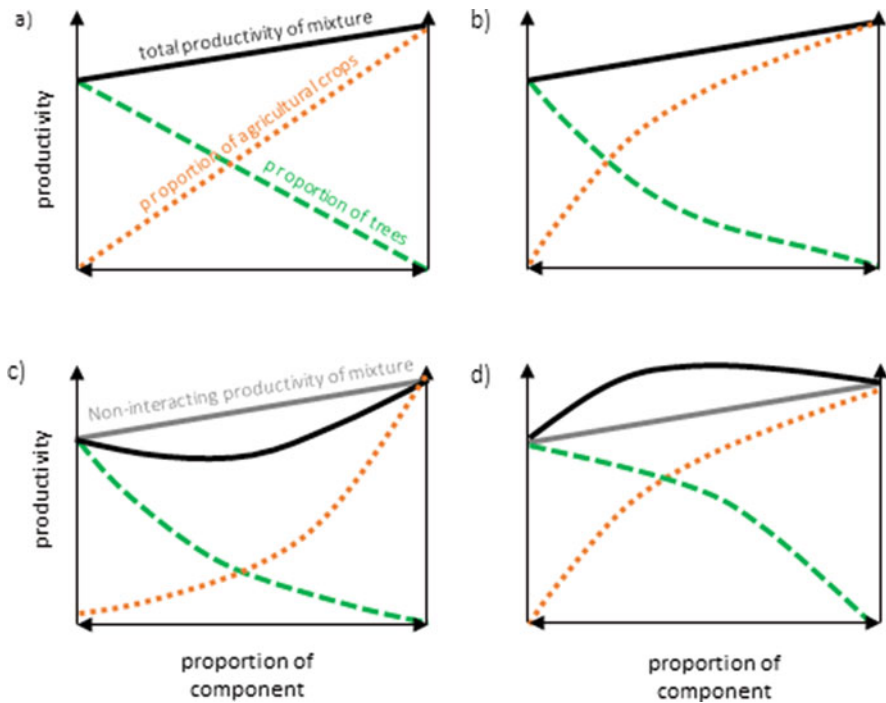 a)
total productivity of mixture
proportion of agricultural crops
proportion of trees
productivity
b)
c)
Non-interacting productivity of mixture
productivity
proportion of
component
d)
proportion of
component